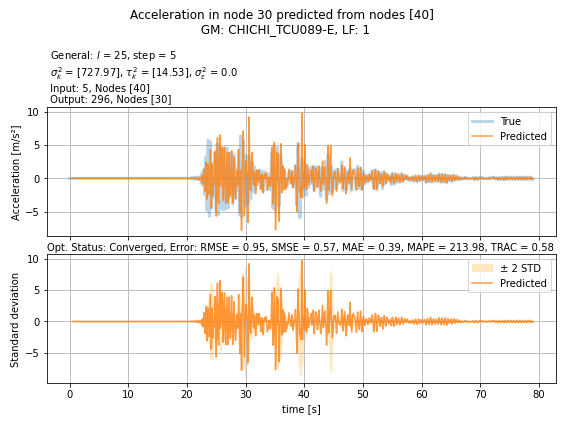 Acceleration in node 30 predicted from nodes [40]
GM: CHICHI_TCU089-E, LF: 1
General: l = 25, step = 5
σ²ₖ = [727.97], τ²ₖ = [14.53], σ²ε = 0.0
Input: 5, Nodes [40]
Output: 296, Nodes [30]
10
5
0
−5
Acceleration [m/s²]
True
Predicted
Opt. Status: Converged, Error: RMSE = 0.95, SMSE = 0.57, MAE = 0.39, MAPE = 213.98, TRAC = 0.58
10
5
0
−5
Standard deviation
± 2 STD
Predicted
0 10 20 30 40 50 60 70 80
time [s]